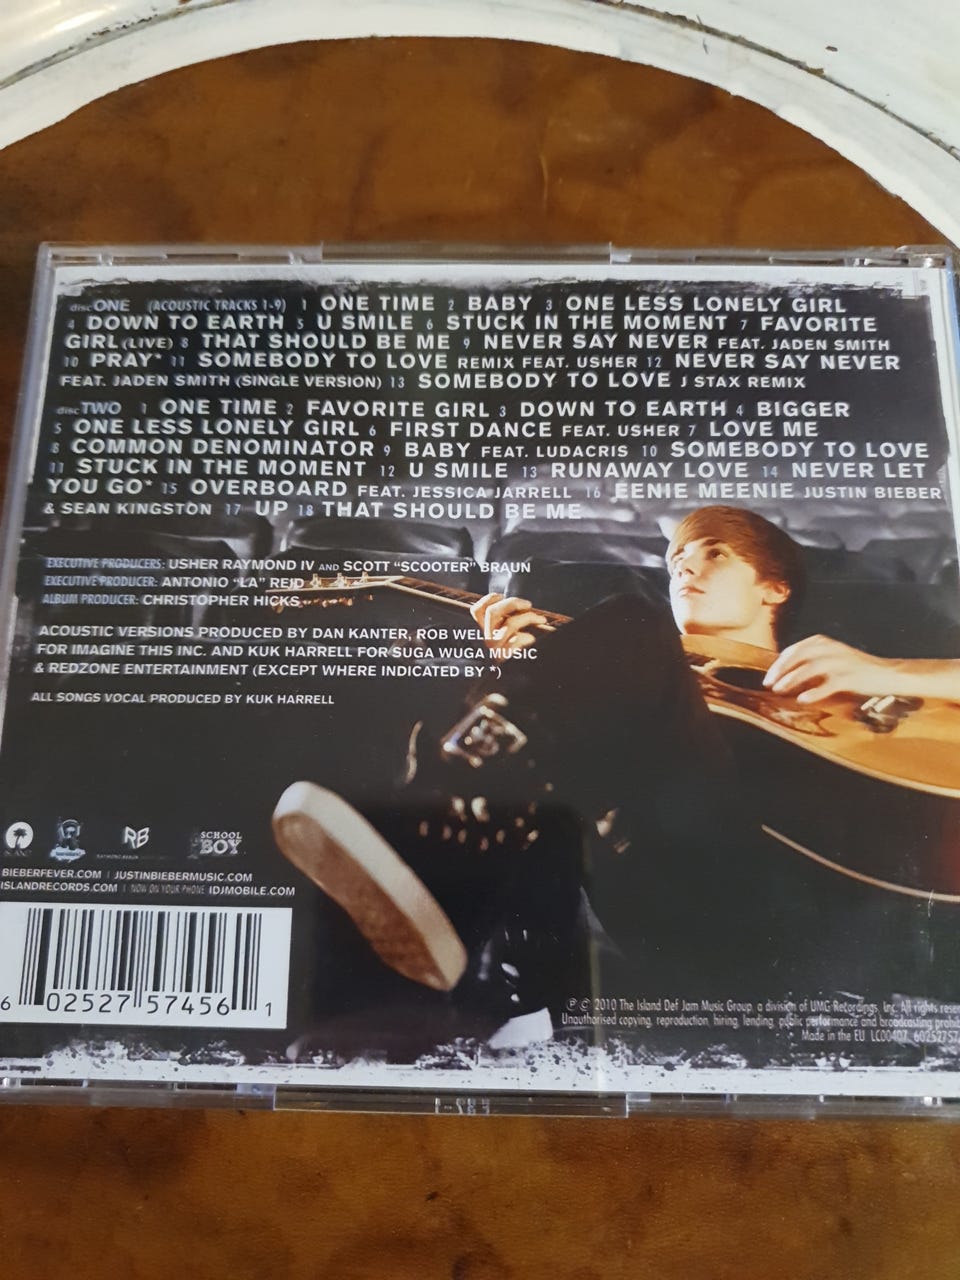 disc ONE (ACOUSTIC TRACKS 1-9) 1 ONE TIME 2 BABY 3 ONE LESS LONELY GIRL
4 DOWN TO EARTH 5 U SMILE 6 STUCK IN THE MOMENT 7 FAVORITE
GIRL (LIVE) 8 THAT SHOULD BE ME 9 NEVER SAY NEVER FEAT. JADEN SMITH
10 PRAY* 11 SOMEBODY TO LOVE REMIX FEAT. USHER 12 NEVER SAY NEVER
FEAT. JADEN SMITH (SINGLE VERSION) 13 SOMEBODY TO LOVE J STAX REMIX
disc TWO 1 ONE TIME 2 FAVORITE GIRL 3 DOWN TO EARTH 4 BIGGER
5 ONE LESS LONELY GIRL 6 FIRST DANCE FEAT. USHER 7 LOVE ME
8 COMMON DENOMINATOR 9 BABY FEAT. LUDACRIS 10 SOMEBODY TO LOVE
11 STUCK IN THE MOMENT 12 U SMILE 13 RUNAWAY LOVE 14 NEVER LET
YOU GO* 15 OVERBOARD FEAT. JESSICA JARRELL 16 EENIE MEENIE JUSTIN BIEBER
& SEAN KINGSTON 17 UP 18 THAT SHOULD BE ME
EXECUTIVE PRODUCERS: USHER RAYMOND IV AND SCOTT "SCOOTER" BRAUN
EXECUTIVE PRODUCER: ANTONIO "LA" REID
ALBUM PRODUCER: CHRISTOPHER HICKS
ACOUSTIC VERSIONS PRODUCED BY DAN KANTER, ROB WELLS
FOR IMAGINE THIS INC. AND KUK HARRELL FOR SUGA WUGA MUSIC
& REDZONE ENTERTAINMENT (EXCEPT WHERE INDICATED BY *)
ALL SONGS VOCAL PRODUCED BY KUK HARRELL
ISLAND RB SCHOOL BOY
BIEBERFEVER.COM | JUSTINBIEBERMUSIC.COM
ISLANDRECORDS.COM | NOW ON YOUR PHONE IDJMOBILE.COM
6 02527 57456 1
℗ © 2010 The Island Def Jam Music Group, a division of UMG Recordings, Inc. All rights reser
Unauthorised copying, reproduction, hiring, lending, public performance and broadcasting prohib
Made in the EU LC00407 60252757